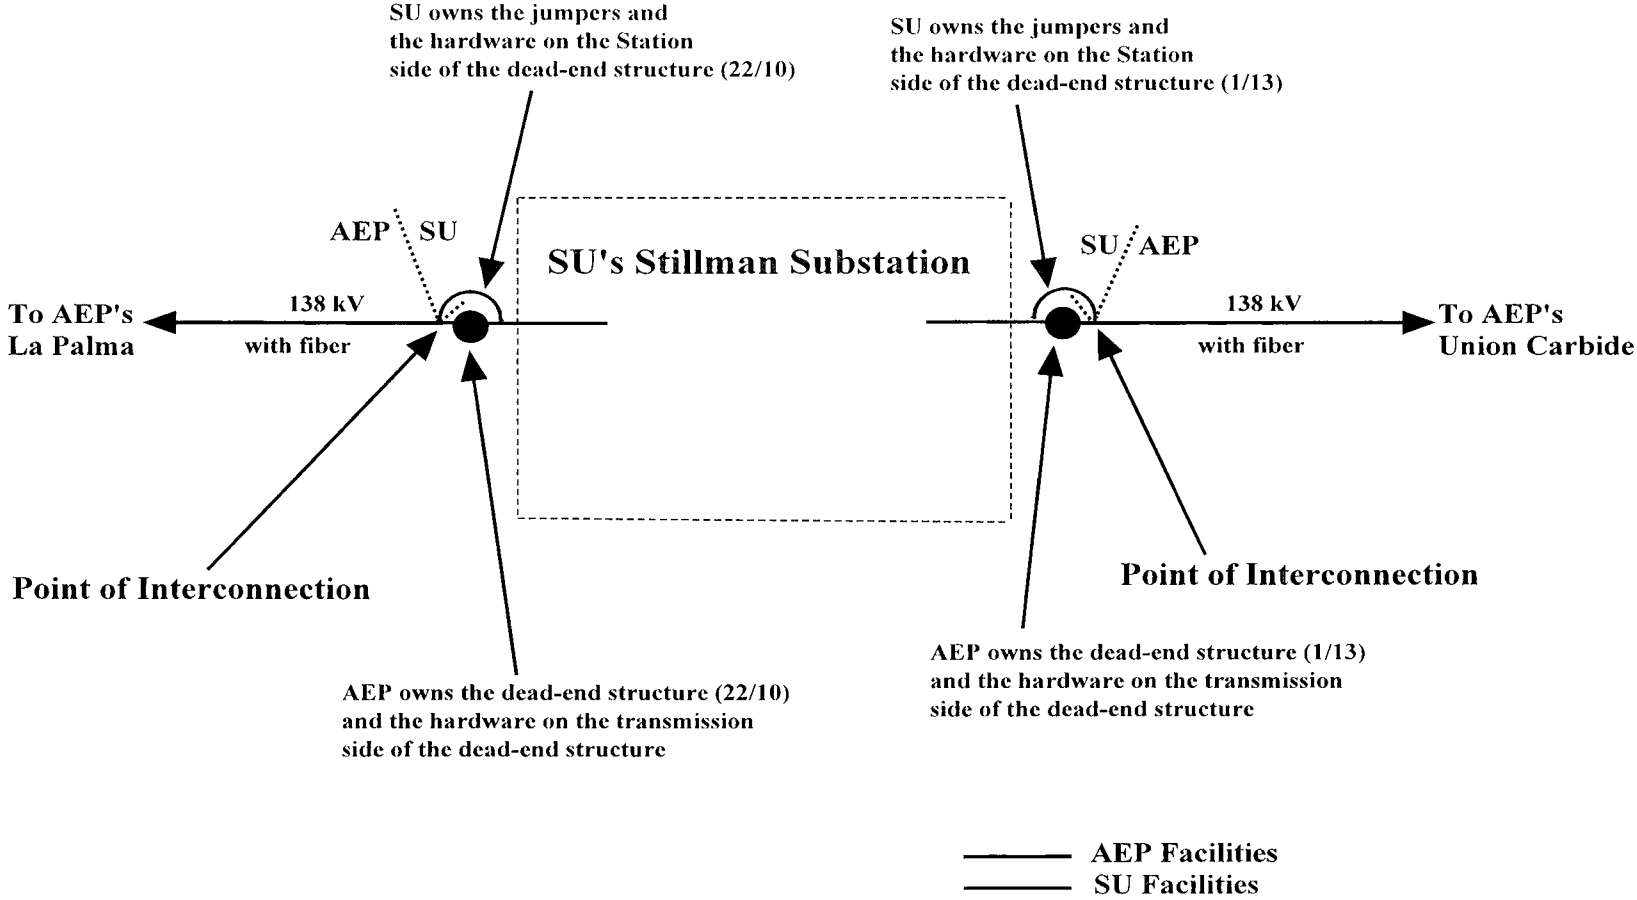 SU owns the jumpers and
the hardware on the Station
side of the dead-end structure (22/10)
SU owns the jumpers and
the hardware on the Station
side of the dead-end structure (1/13)
AEP
SU
SU
AEP
SU's Stillman Substation
To AEP's
La Palma
138 kV
with fiber
138 kV
with fiber
To AEP's
Union Carbide
Point of Interconnection
Point of Interconnection
AEP owns the dead-end structure (22/10)
and the hardware on the transmission
side of the dead-end structure
AEP owns the dead-end structure (1/13)
and the hardware on the transmission
side of the dead-end structure
AEP Facilities
SU Facilities